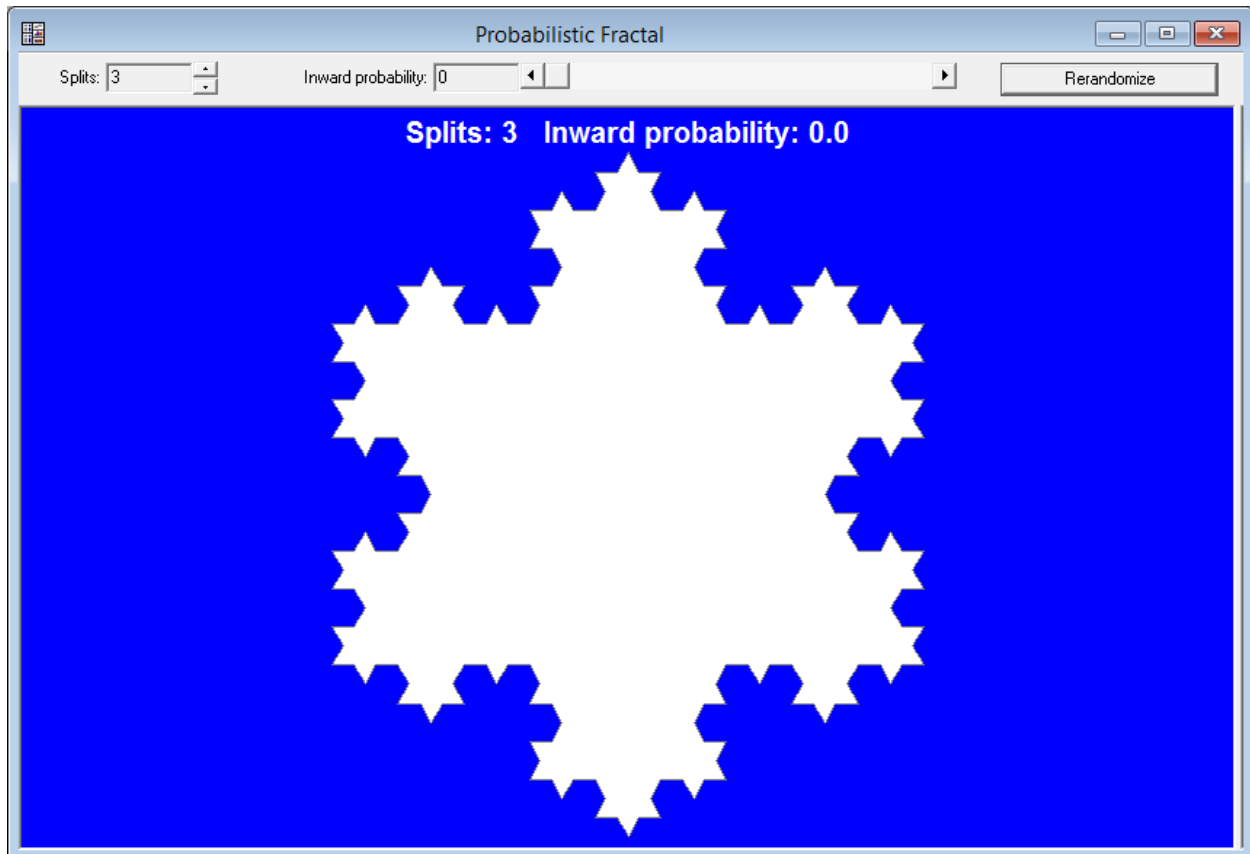 Probabilistic Fractal
Splits: 3 Inward probability: 0 Rerandomize
Splits: 3 Inward probability: 0.0